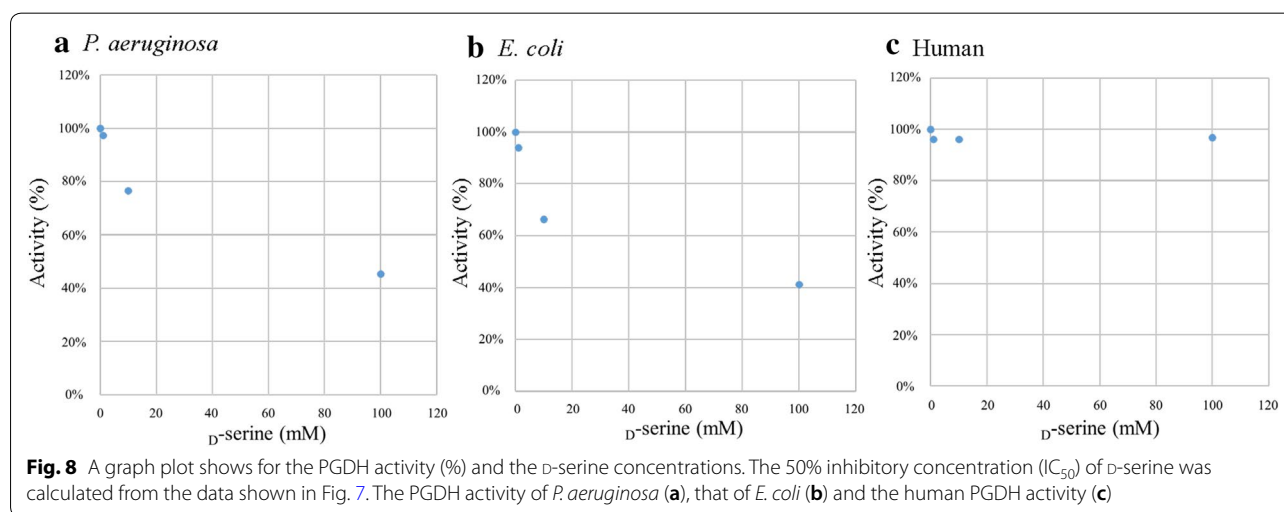 a P. aeruginosa
120%
100%
80%
60%
40%
20%
0%
Activity (%)
0 20 40 60 80 100 120
D-serine (mM)
b E. coli
120%
100%
80%
60%
40%
20%
0%
Activity (%)
0 20 40 60 80 100 120
D-serine (mM)
c Human
120%
100%
80%
60%
40%
20%
0%
Activity (%)
0 20 40 60 80 100 120
D-serine (mM)
Fig. 8 A graph plot shows for the PGDH activity (%) and the D-serine concentrations. The 50% inhibitory concentration (IC50) of D-serine was
calculated from the data shown in Fig. 7. The PGDH activity of P. aeruginosa (a), that of E. coli (b) and the human PGDH activity (c)